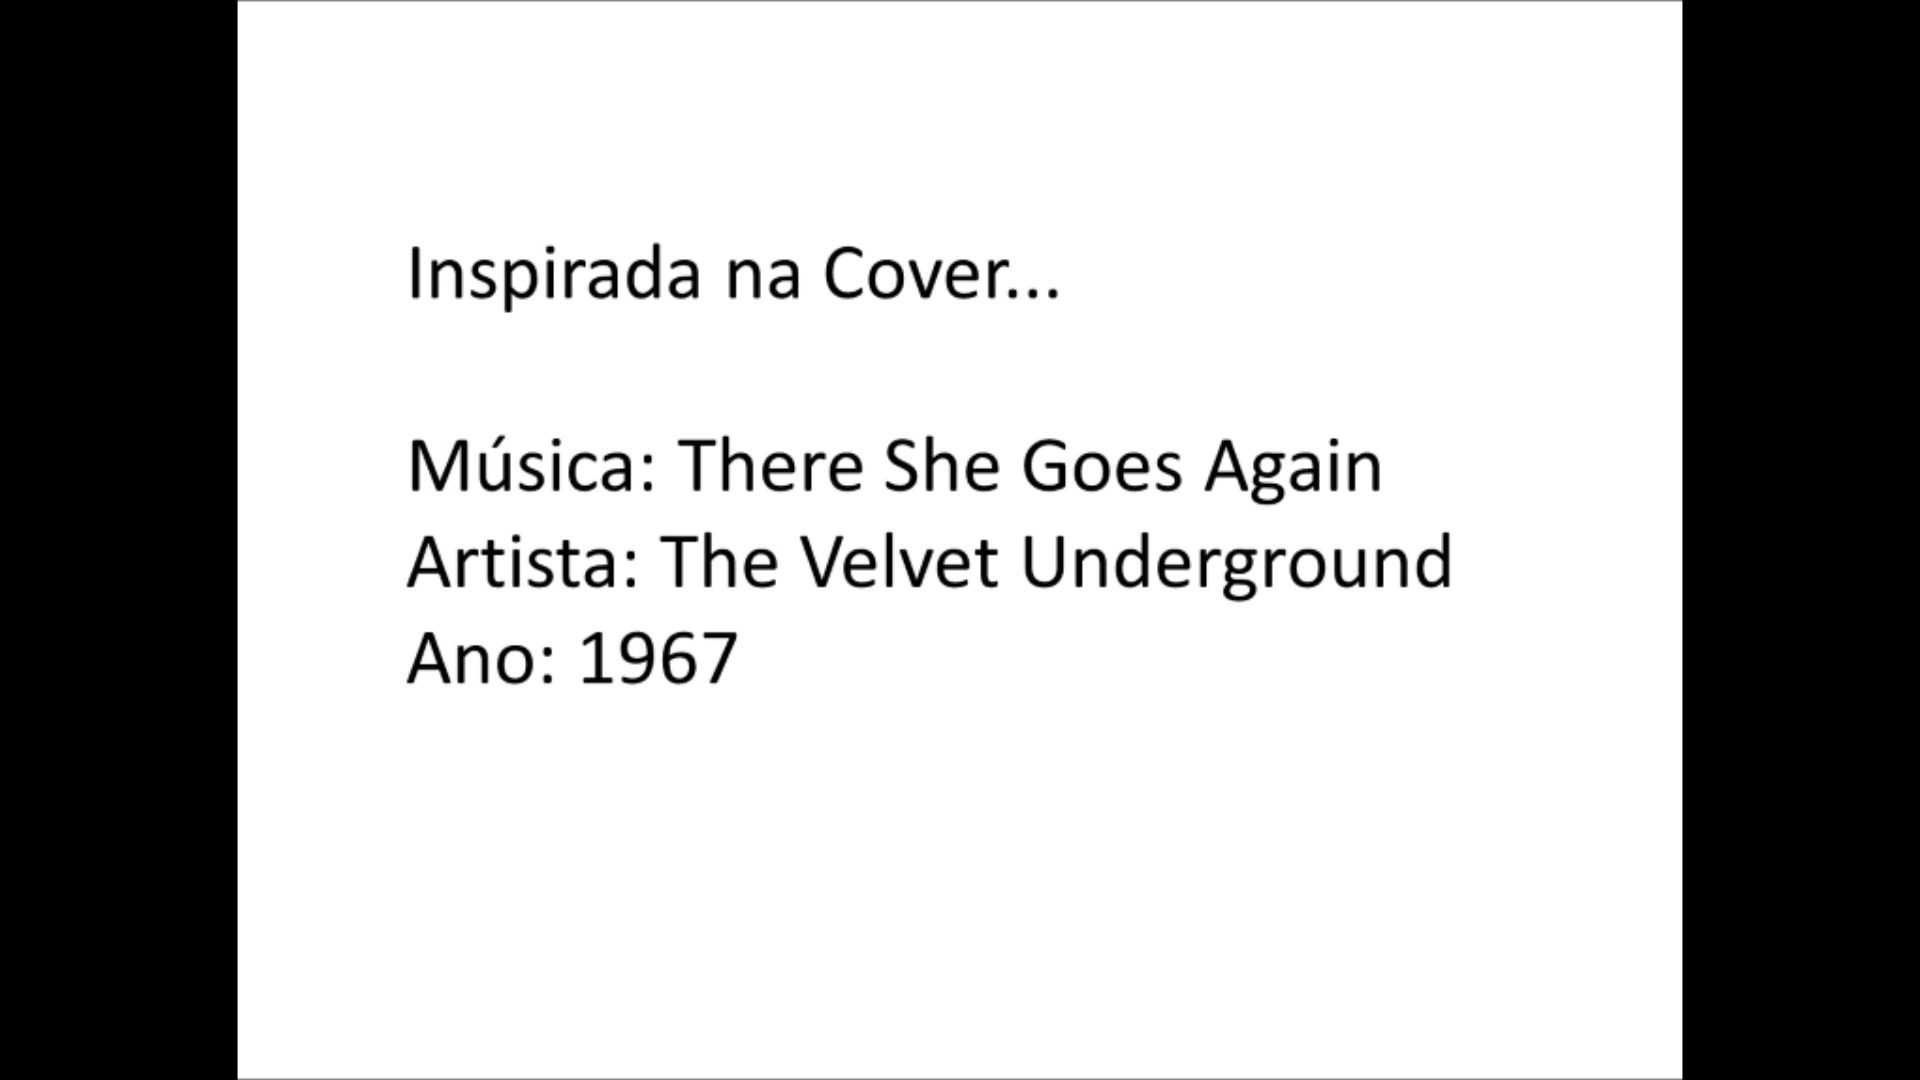 Inspirada na Cover...
Música: There She Goes Again
Artista: The Velvet Underground
Ano: 1967